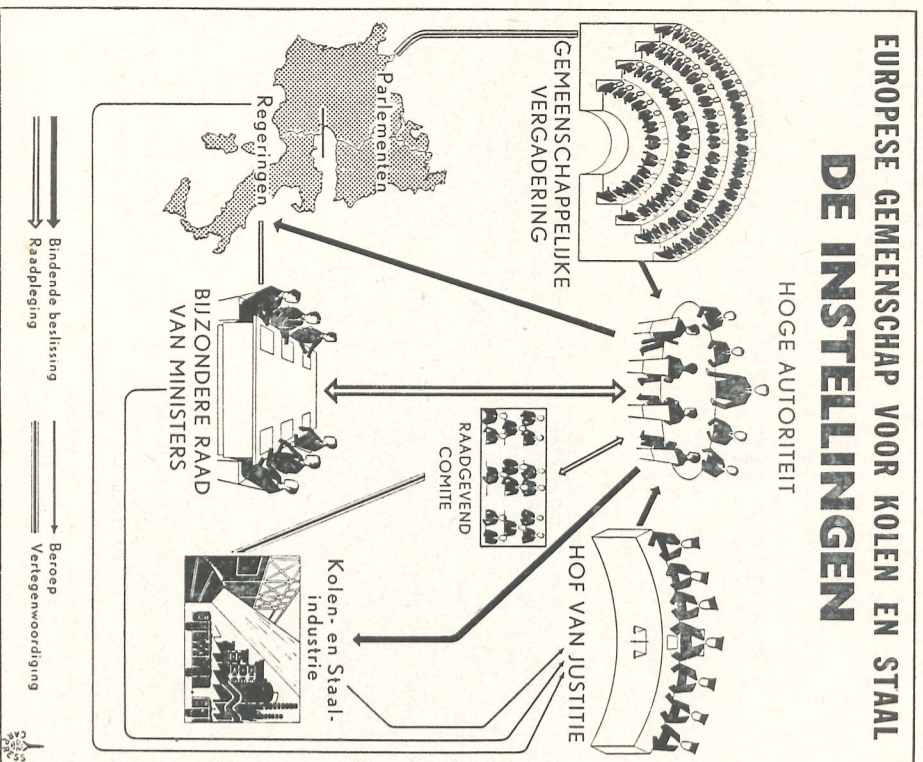 EUROPESE GEMEENSCHAP VOOR KOLEN EN STAAL
DE INSTELLINGEN
HOGE AUTORITEIT
GEMEENSCHAPPELIJKE
VERGADERING
HOF VAN JUSTITIE
RAADGEVEND
COMITE
Parlementen
Regeringen
BIJZONDERE RAAD
VAN MINISTERS
Kolen- en Staal-
industrie
Bindende beslissing
Raadpleging
Beroep
Vertegenwoordiging